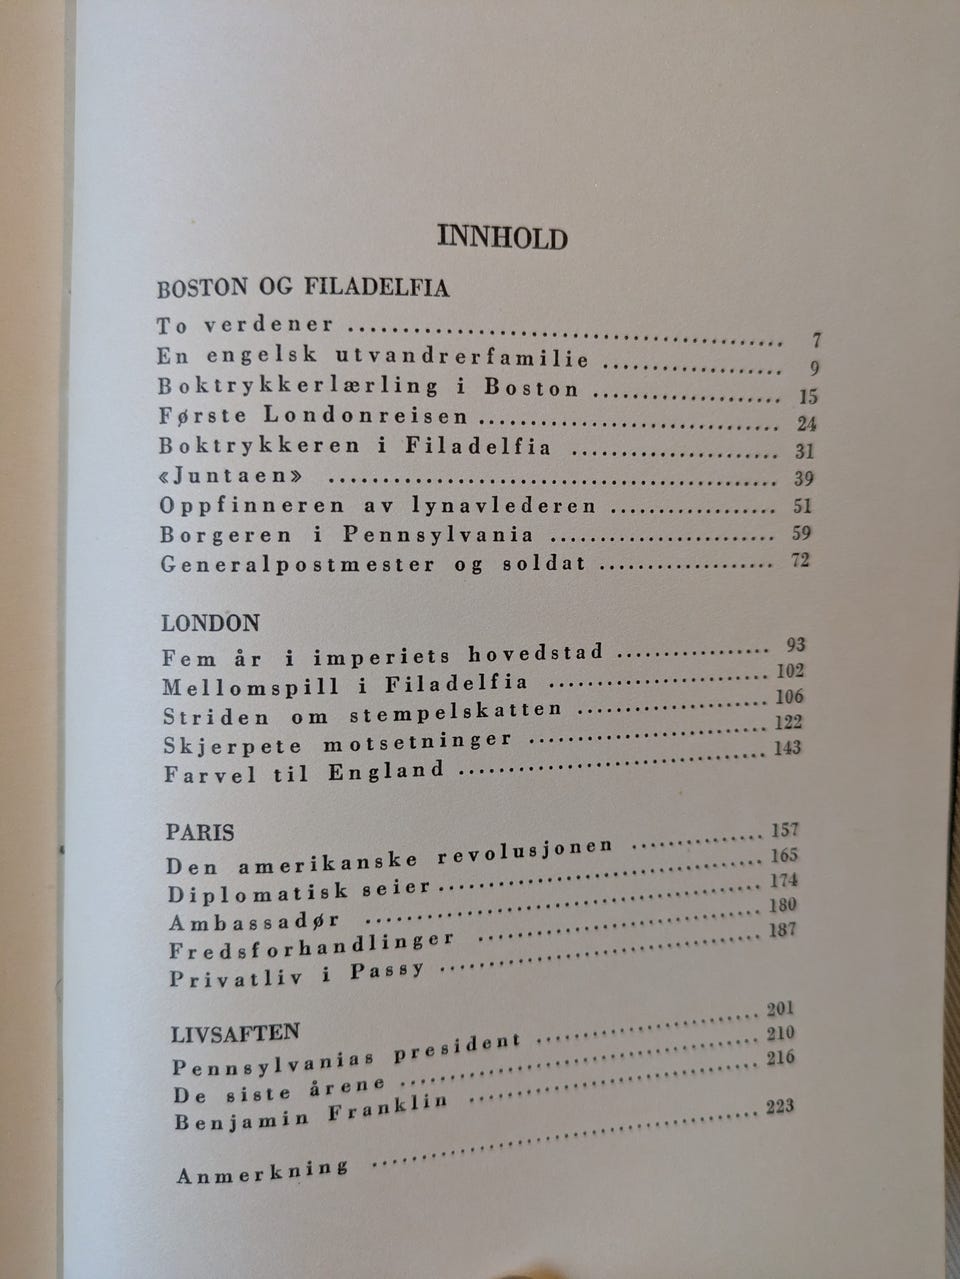 INNHOLD
BOSTON OG FILADELFIA
To verdener ........................................ 7
En engelsk utvandrerfamilie .................. 9
Boktrykkerlærling i Boston .................... 15
Første Londonreisen .............................. 24
Boktrykkeren i Filadelfia ...................... 31
«Juntaen» .......................................... 39
Oppfinneren av lynavlederen .................. 51
Borgeren i Pennsylvania ........................ 59
Generalpostmester og soldat .................. 72
LONDON
Fem år i imperiets hovedstad .................. 93
Mellomspill i Filadelfia ........................ 102
Striden om stempelskatten .................... 106
Skjerpete motsetninger .......................... 122
Farvel til England ................................ 143
PARIS
Den amerikanske revolusjonen .............. 157
Diplomatisk seier .................................. 165
Ambassadør ........................................ 174
Fredsforhandlinger .............................. 180
Privatliv i Passy .................................. 187
LIVSAFTEN
Pennsylvanias president ........................ 201
De siste årene .................................... 210
Benjamin Franklin .............................. 216
Anmerkning ........................................ 223